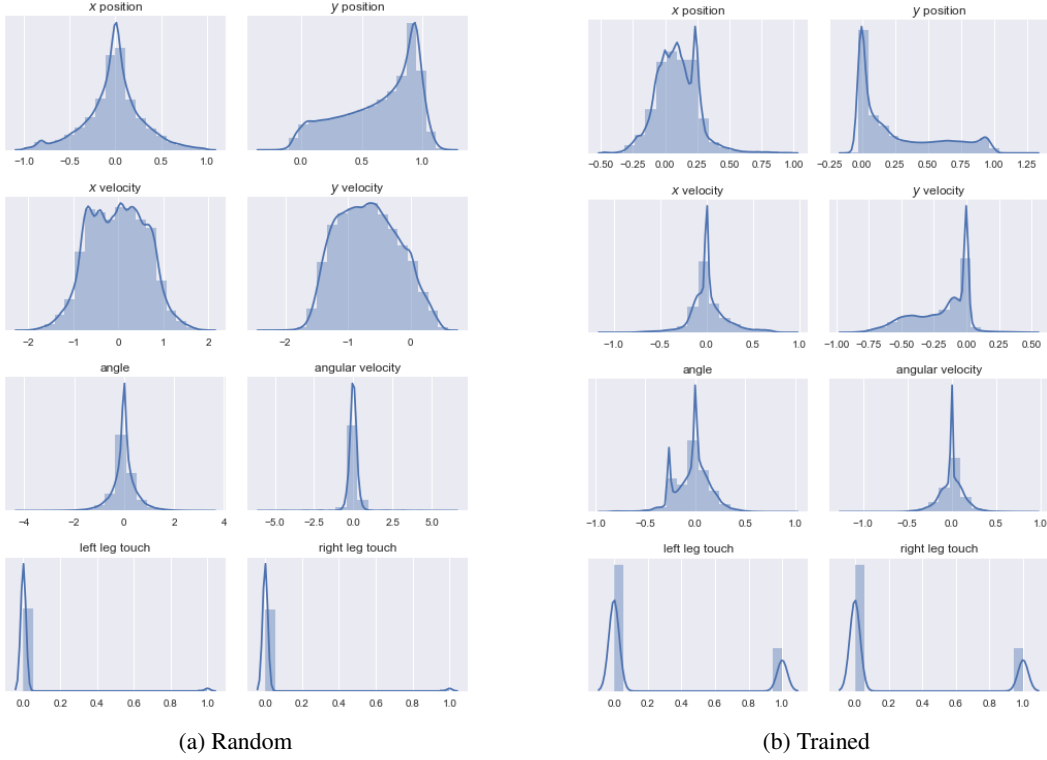 x position
y position
−1.0 −0.5 0.0 0.5 1.0
0.0 0.5 1.0
x velocity
y velocity
−2 −1 0 1 2
−2 −1 0
angle
angular velocity
−4 −2 0 2 4
−5.0 −2.5 0.0 2.5 5.0
left leg touch
right leg touch
0.0 0.2 0.4 0.6 0.8 1.0
0.0 0.2 0.4 0.6 0.8 1.0
(a) Random
x position
y position
−0.50 −0.25 0.00 0.25 0.50 0.75 1.00
−0.25 0.00 0.25 0.50 0.75 1.00 1.25
x velocity
y velocity
−1.0 −0.5 0.0 0.5 1.0
−1.00 −0.75 −0.50 −0.25 0.00 0.25 0.50
angle
angular velocity
−1.0 −0.5 0.0 0.5 1.0
−1.0 −0.5 0.0 0.5 1.0
left leg touch
right leg touch
0.0 0.2 0.4 0.6 0.8 1.0
0.0 0.2 0.4 0.6 0.8 1.0
(b) Trained